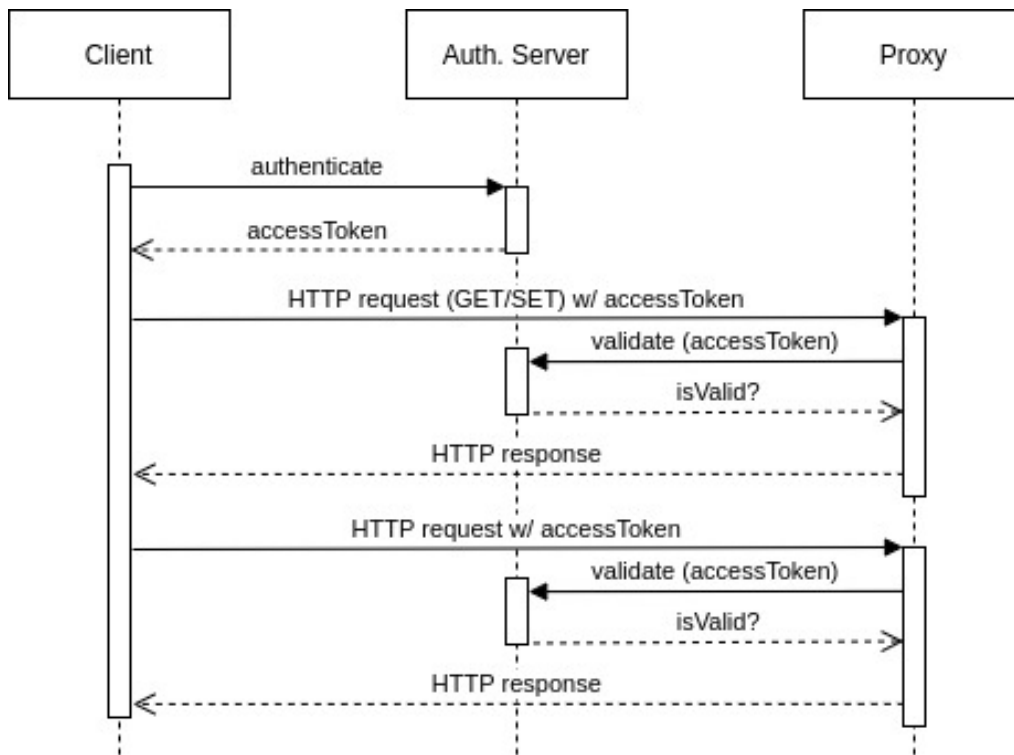 Client
Auth. Server
Proxy
authenticate
accessToken
HTTP request (GET/SET) w/ accessToken
validate (accessToken)
isValid?
HTTP response
HTTP request w/ accessToken
validate (accessToken)
isValid?
HTTP response